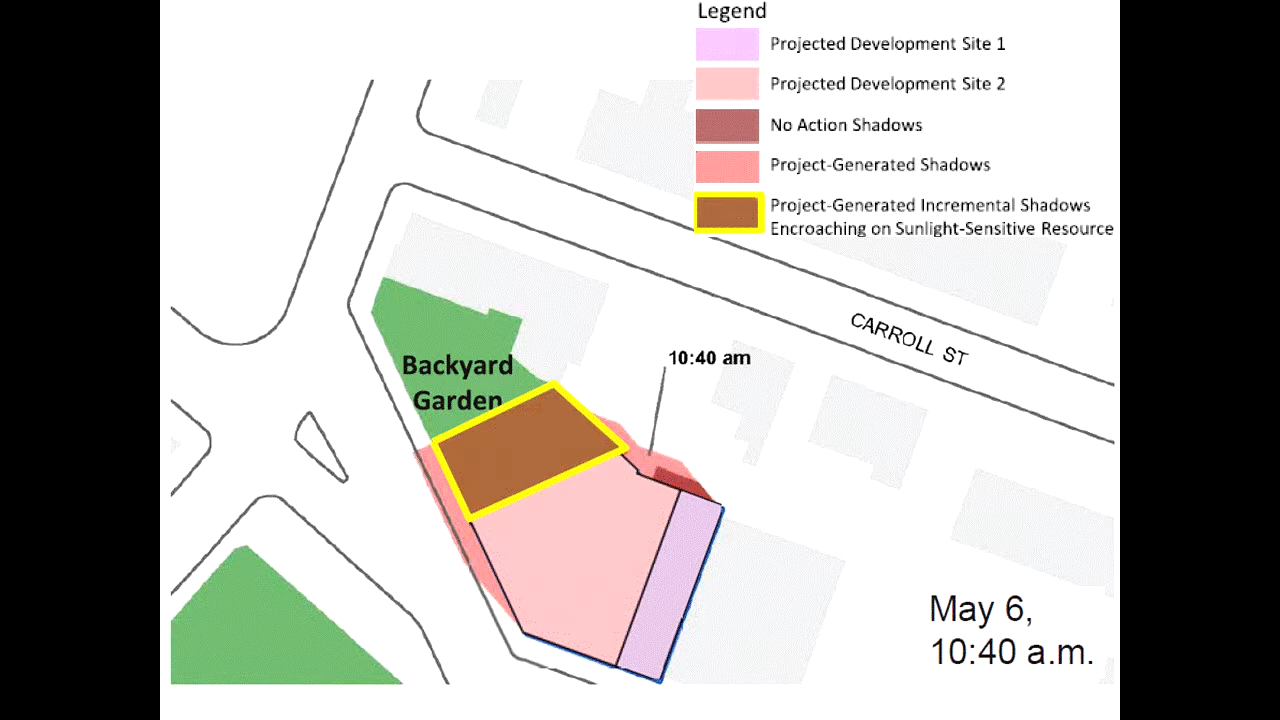 Legend
Projected Development Site 1
Projected Development Site 2
No Action Shadows
Project-Generated Shadows
Project-Generated Incremental Shadows
Encroaching on Sunlight-Sensitive Resource
CARROLL ST
10:40 am
Backyard
Garden
May 6,
10:40 a.m.